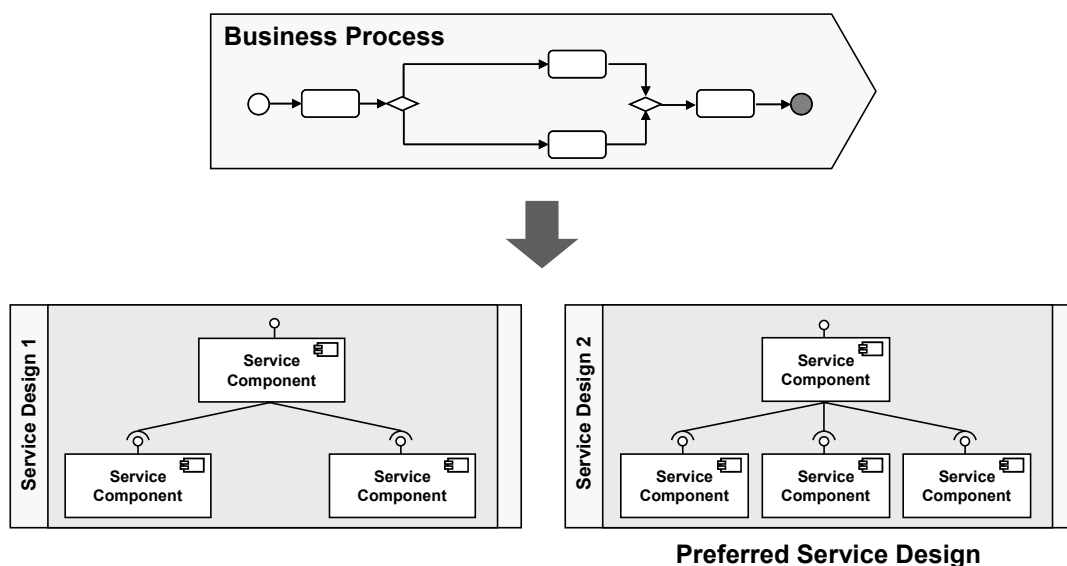 Business Process
Service Design 1
Service
Component
Service
Component
Service
Component
Service Design 2
Service
Component
Service
Component
Service
Component
Service
Component
Preferred Service Design